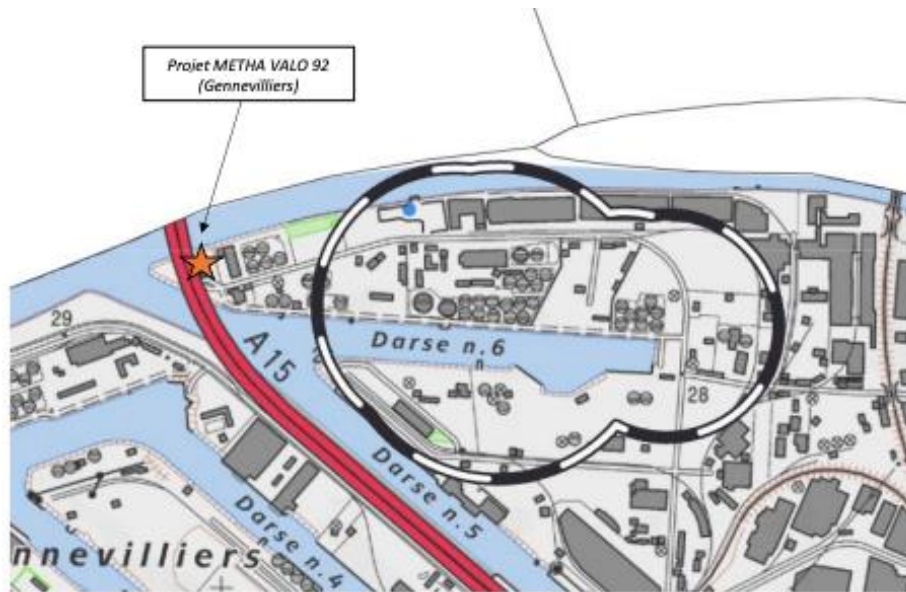 Projet METHA VALO 92
(Gennevilliers)
29
A15
Darse n.6
28
Darse n.5
Darse n.4
nnevilliers